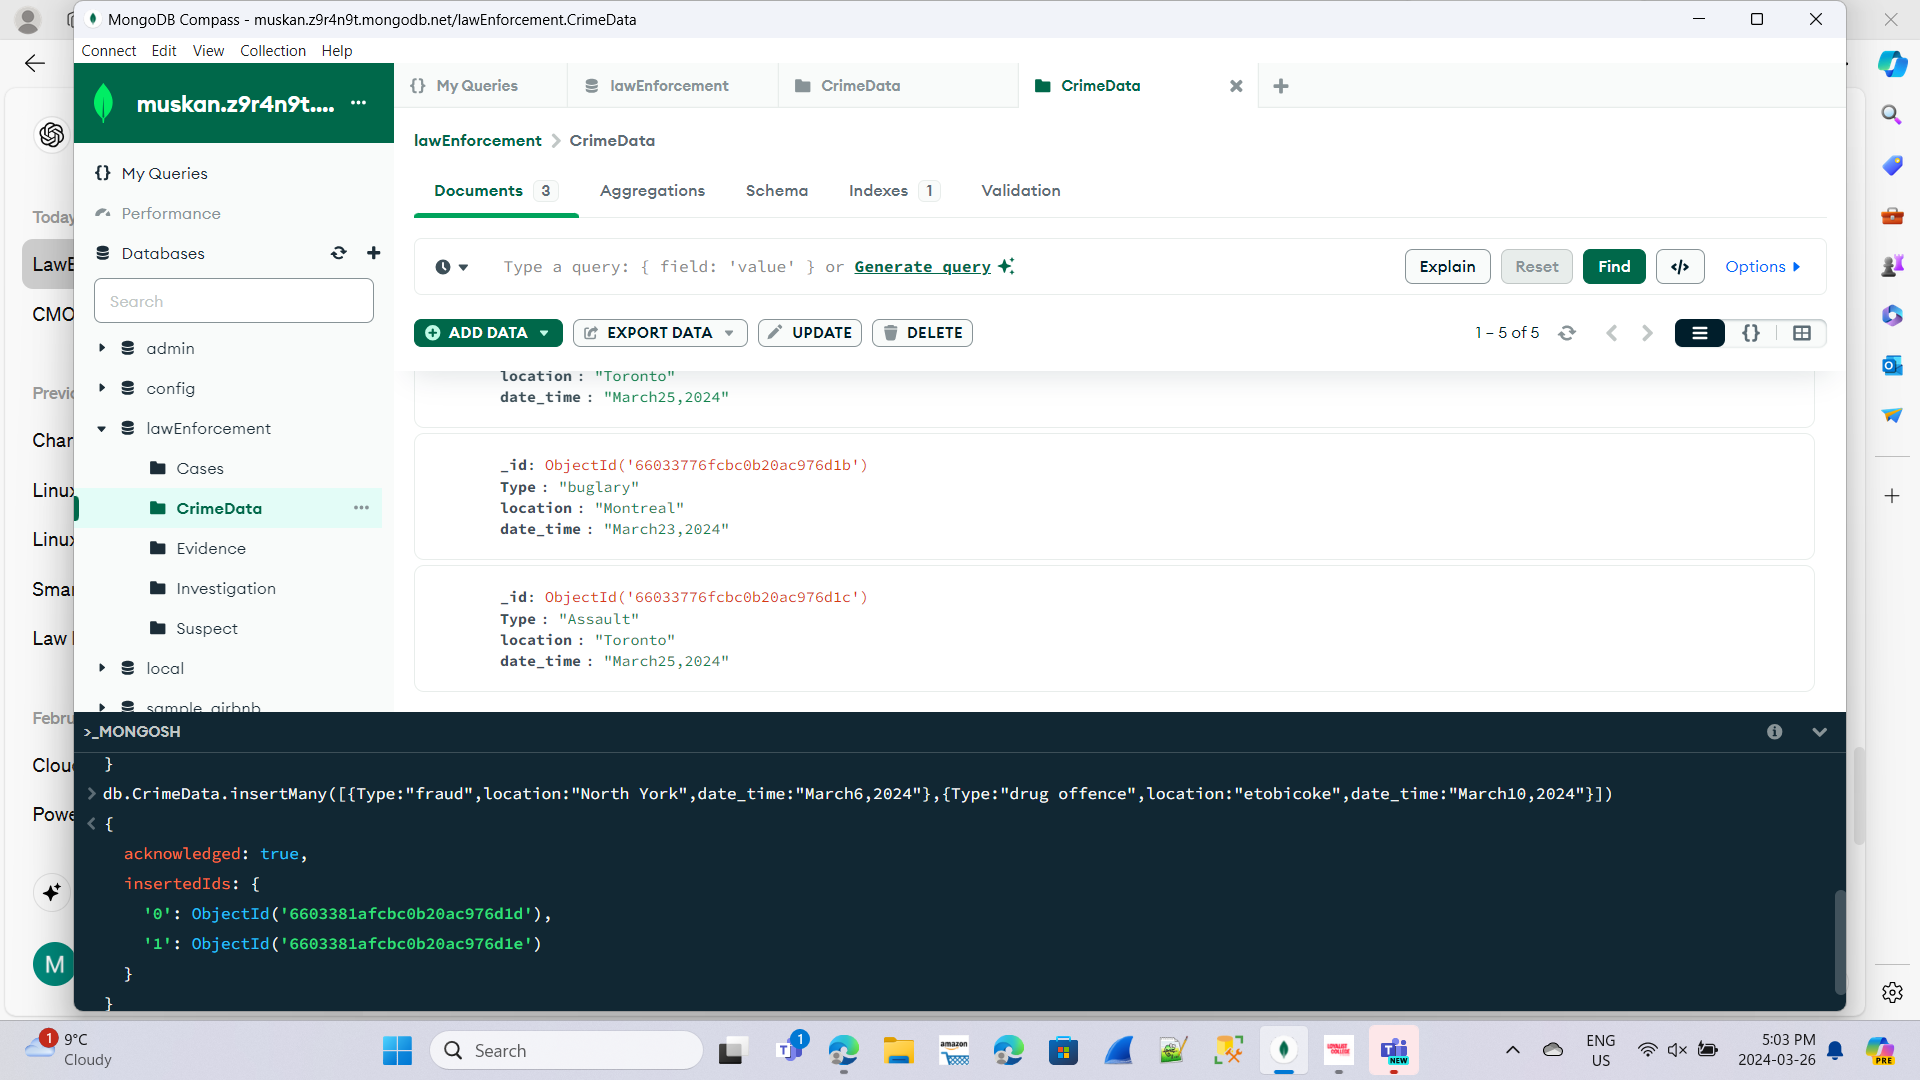 MongoDB Compass - muskan.z9r4n9t.mongodb.net/lawEnforcement.CrimeData
Connect Edit View Collection Help
muskan.z9r4n9t.... ...
{} My Queries
lawEnforcement
CrimeData
CrimeData
lawEnforcement > CrimeData
My Queries
Performance
Databases
Search
Documents 3 Aggregations Schema Indexes 1 Validation
Type a query: { field: 'value' } or Generate query
Explain Reset Find </> Options
ADD DATA EXPORT DATA UPDATE DELETE
1 – 5 of 5
{}
admin
config
lawEnforcement
Cases
CrimeData
Evidence
Investigation
Suspect
local
sample_airbnb
location : "Toronto"
date_time : "March25,2024"
_id: ObjectId('66033776fcbc0b20ac976d1b')
Type : "buglary"
location : "Montreal"
date_time : "March23,2024"
_id: ObjectId('66033776fcbc0b20ac976d1c')
Type : "Assault"
location : "Toronto"
date_time : "March25,2024"
Today
LawE
CMO
Previo
Char
Linux
Linux
Smar
Law
Febru
Clou
Powe
M
>_MONGOSH
}
> db.CrimeData.insertMany([{Type:"fraud",location:"North York",date_time:"March6,2024"},{Type:"drug offence",location:"etobicoke",date_time:"March10,2024"}])
< {
acknowledged: true,
insertedIds: {
'0': ObjectId('6603381afcbc0b20ac976d1d'),
'1': ObjectId('6603381afcbc0b20ac976d1e')
}
}
1
9°C
Cloudy
Search
1
amazon
NEW
ENG
US
5:03 PM
2024-03-26
PRE